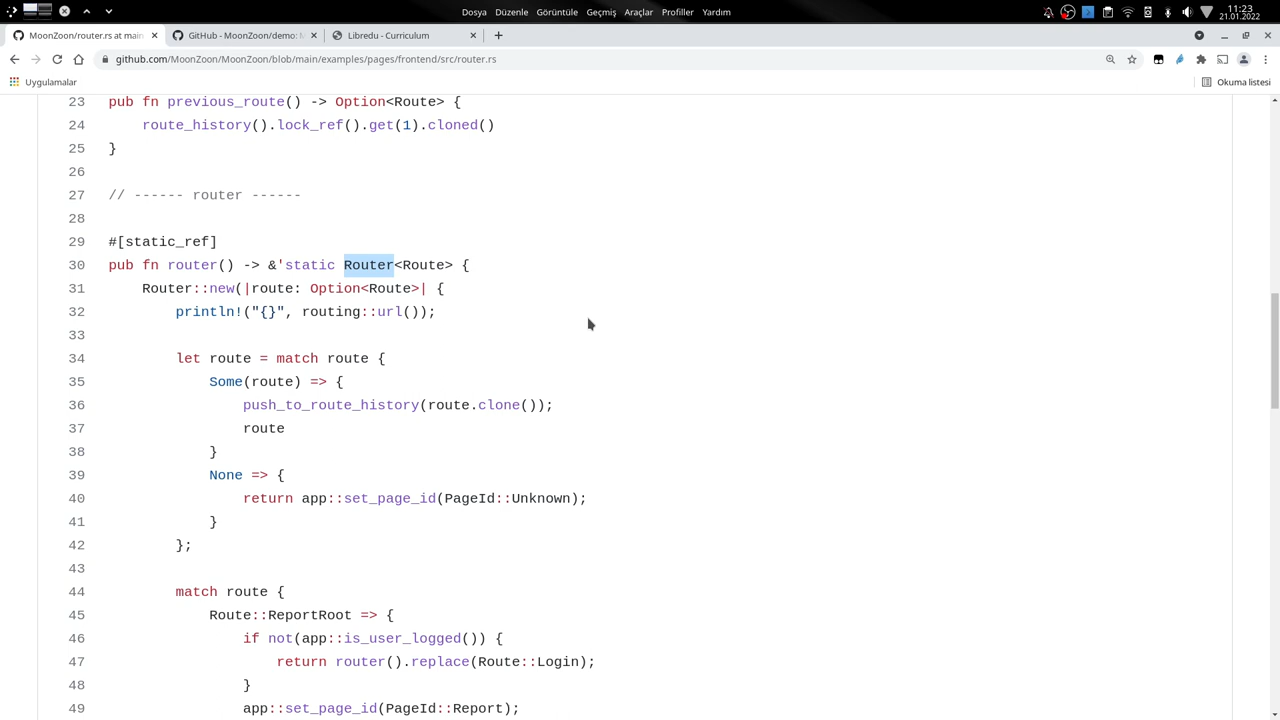 Dosya Düzenle Görüntüle Geçmiş Araçlar Profiller Yardım
11:23
21.01.2022
MoonZoon/router.rs at main
GitHub - MoonZoon/demo: M
Libredu - Curriculum
github.com/MoonZoon/MoonZoon/blob/main/examples/pages/frontend/src/router.rs
Uygulamalar
Okuma listesi
23 pub fn previous_route() -> Option<Route> {
24     route_history().lock_ref().get(1).cloned()
25 }
26
27 // ------ router ------
28
29 #[static_ref]
30 pub fn router() -> &'static Router<Route> {
31     Router::new(|route: Option<Route>| {
32         println!("{}", routing::url());
33
34         let route = match route {
35             Some(route) => {
36                 push_to_route_history(route.clone());
37                 route
38             }
39             None => {
40                 return app::set_page_id(PageId::Unknown);
41             }
42         };
43
44         match route {
45             Route::ReportRoot => {
46                 if not(app::is_user_logged()) {
47                     return router().replace(Route::Login);
48                 }
49                 app::set_page_id(PageId::Report);